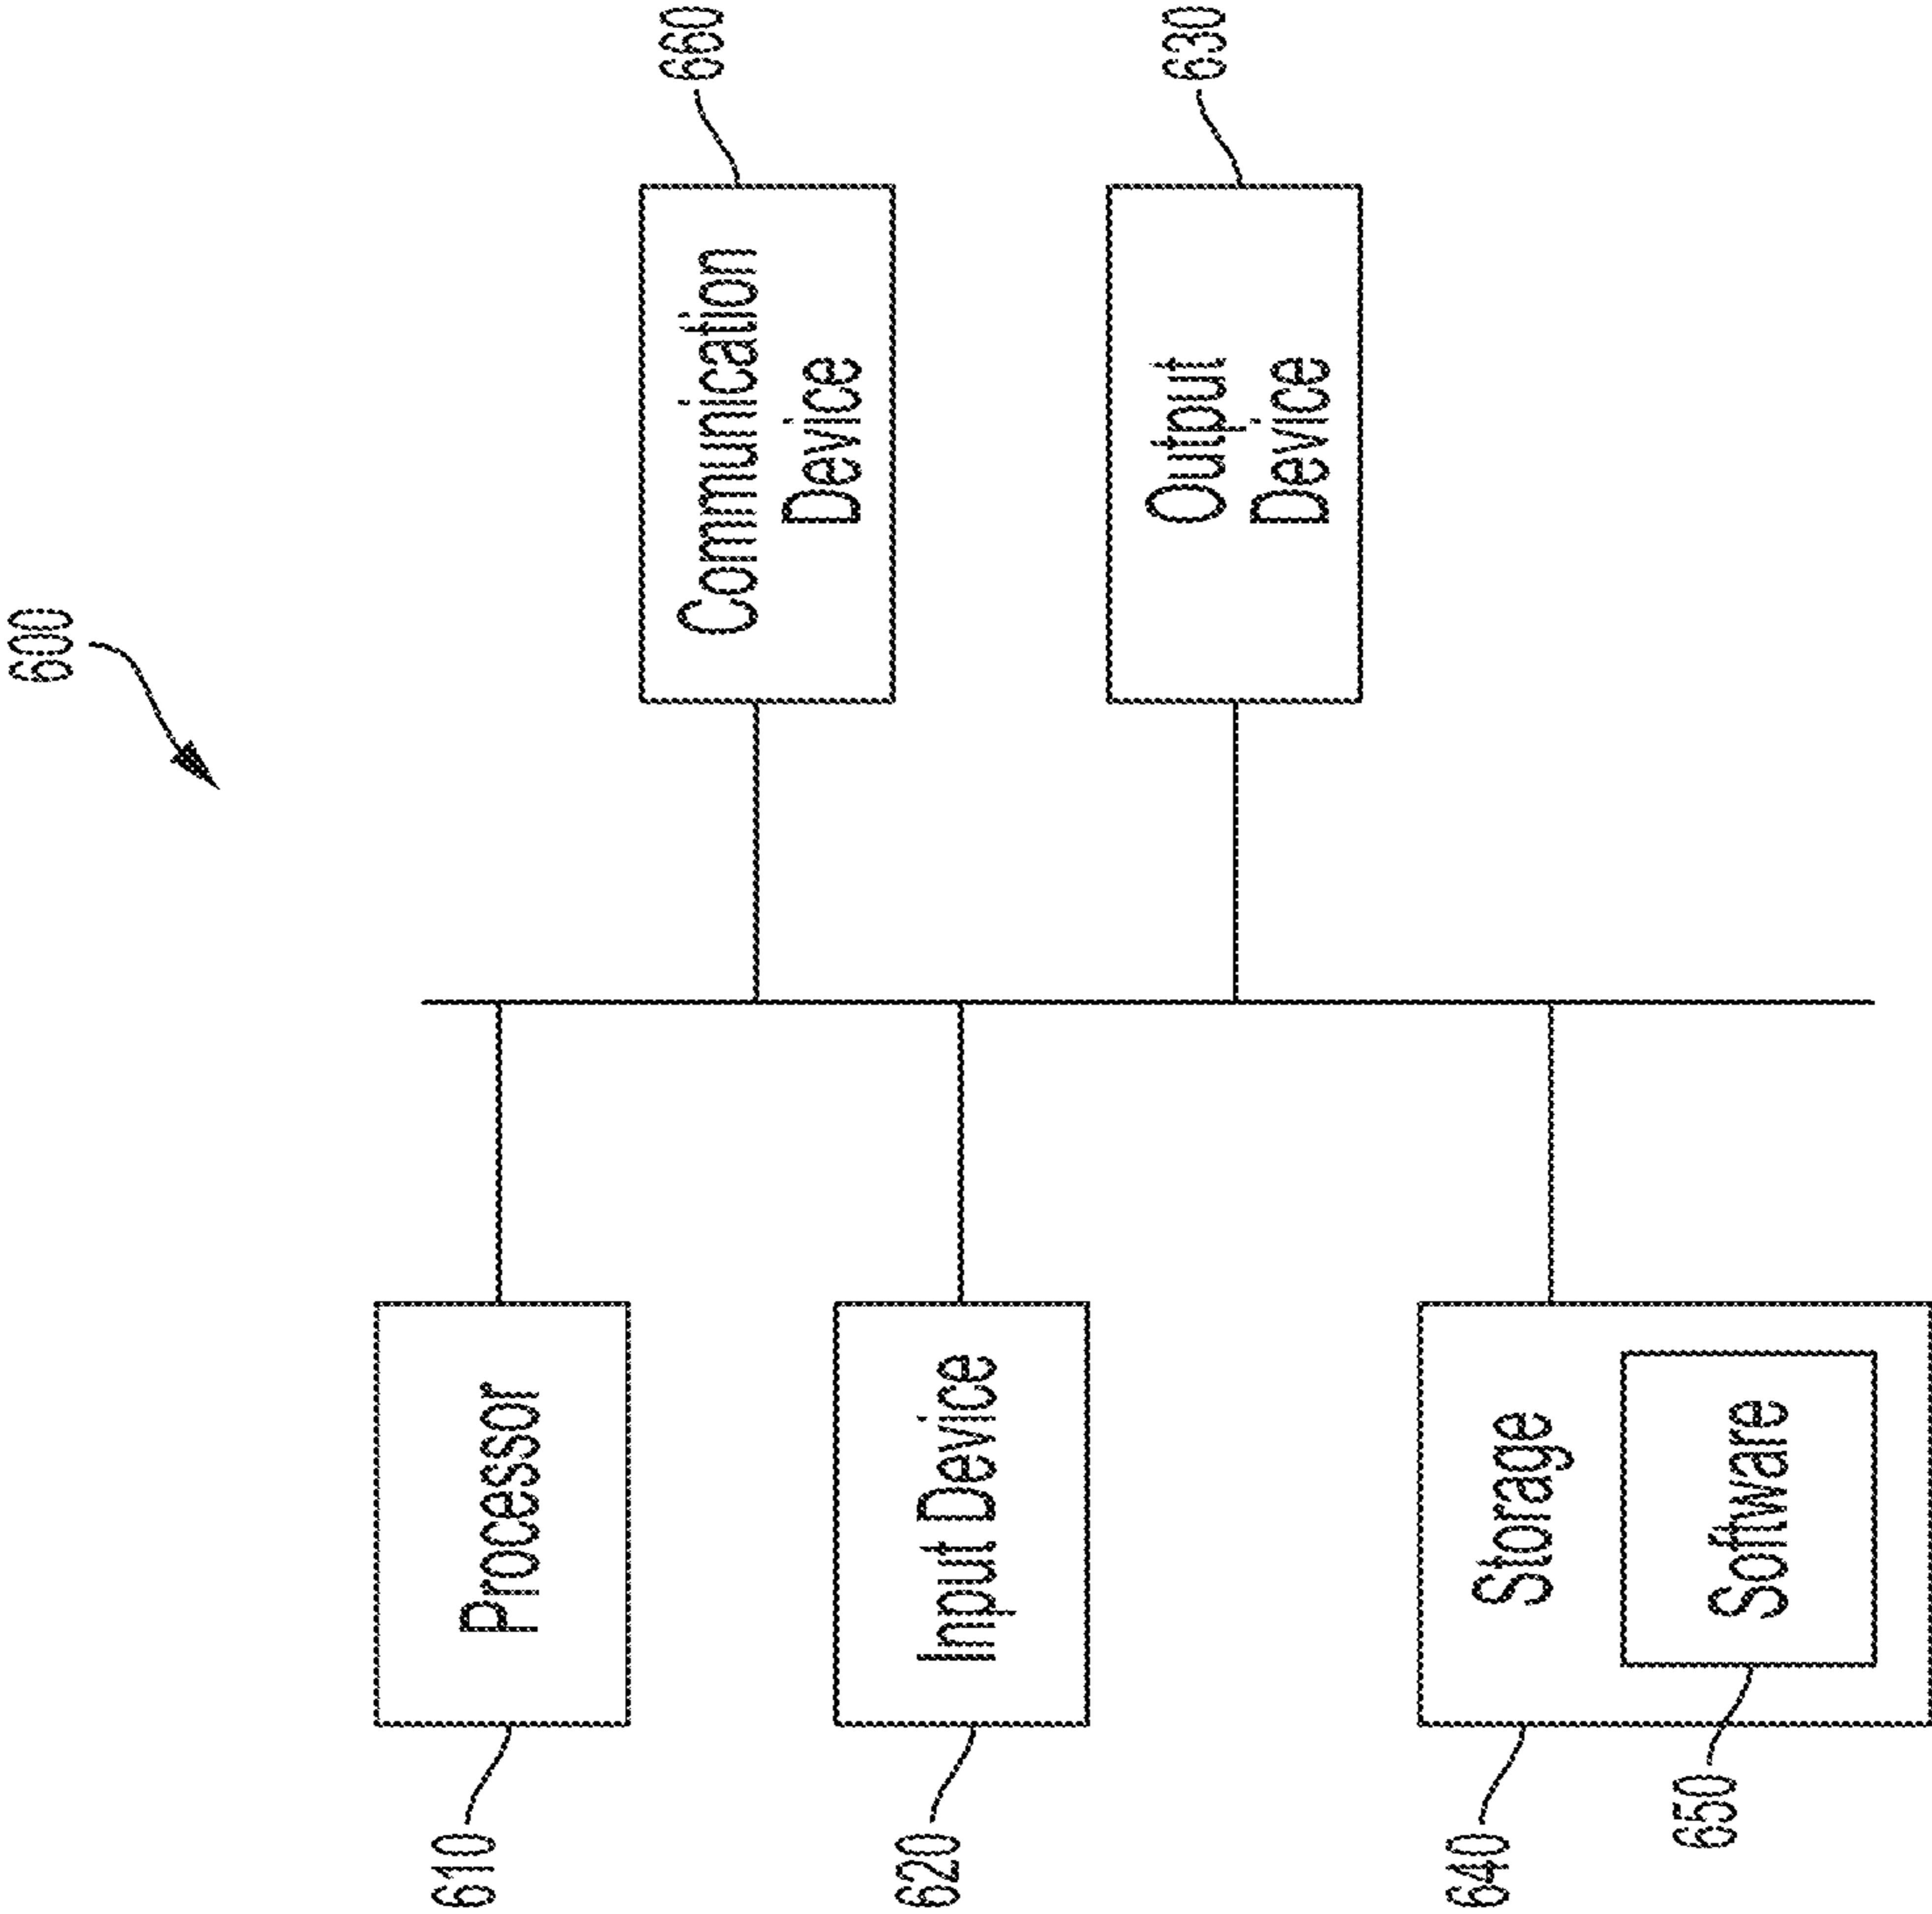 600
610
Processor
620
Input Device
640
Storage
650
Software
Communication
Device
660
Output
Device
630